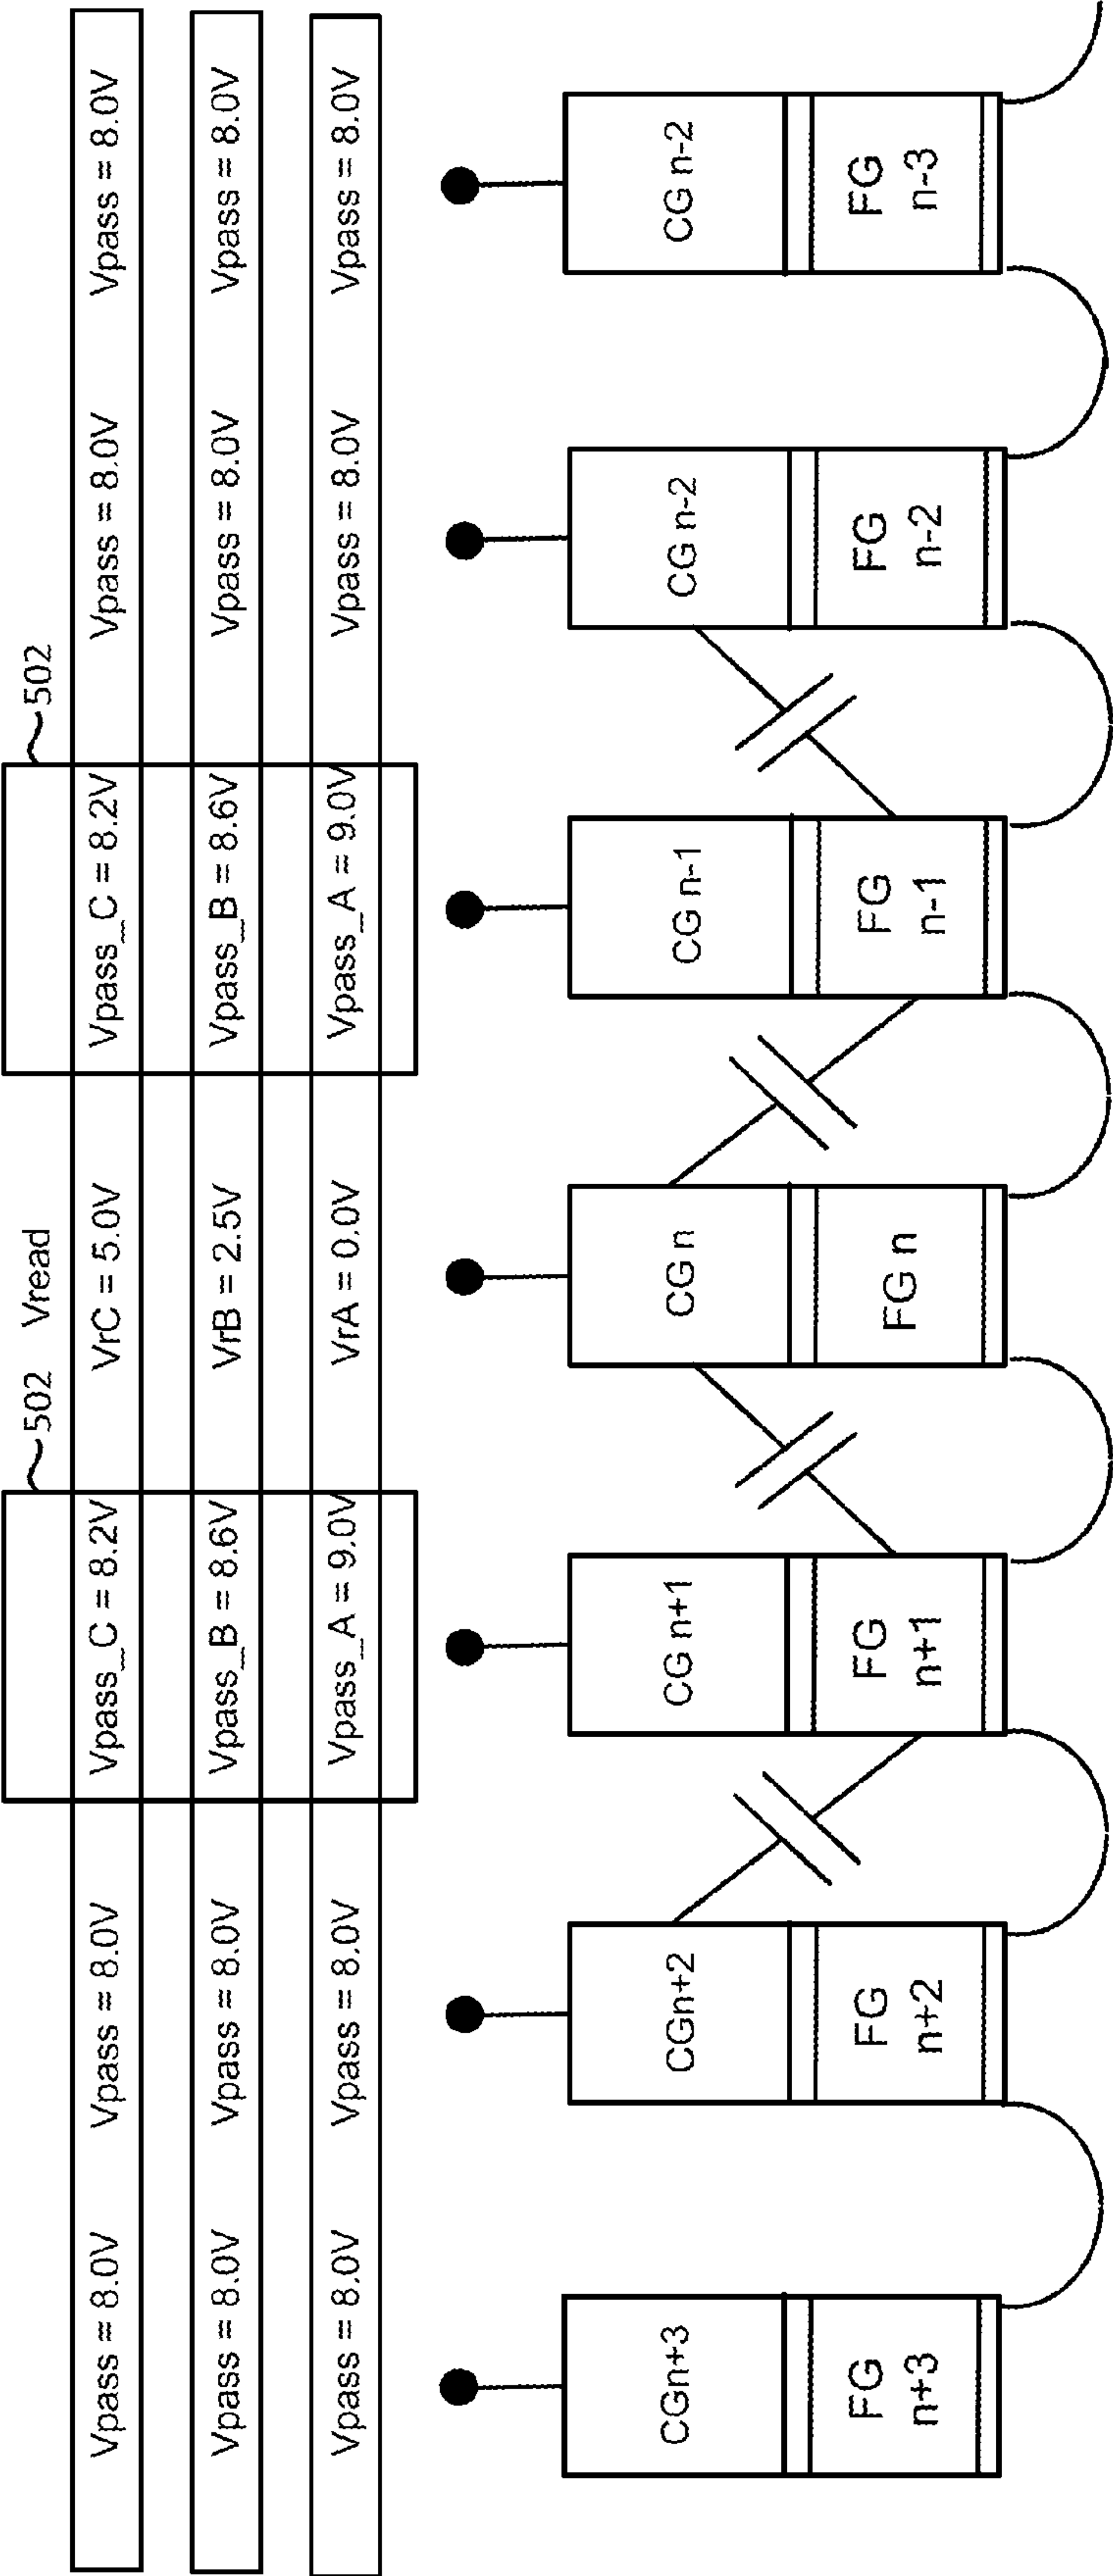 502 Vread 502
Vpass = 8.0V Vpass = 8.0V Vpass_C = 8.2V VrC = 5.0V Vpass_C = 8.2V Vpass = 8.0V Vpass = 8.0V
Vpass = 8.0V Vpass = 8.0V Vpass_B = 8.6V VrB = 2.5V Vpass_B = 8.6V Vpass = 8.0V Vpass = 8.0V
Vpass = 8.0V Vpass = 8.0V Vpass_A = 9.0V VrA = 0.0V Vpass_A = 9.0V Vpass = 8.0V Vpass = 8.0V
CGn+3 CGn+2 CG n+1 CG n CG n-1 CG n-2 CG n-2
FG FG FG FG n FG FG FG
n+3 n+2 n+1 n-1 n-2 n-3